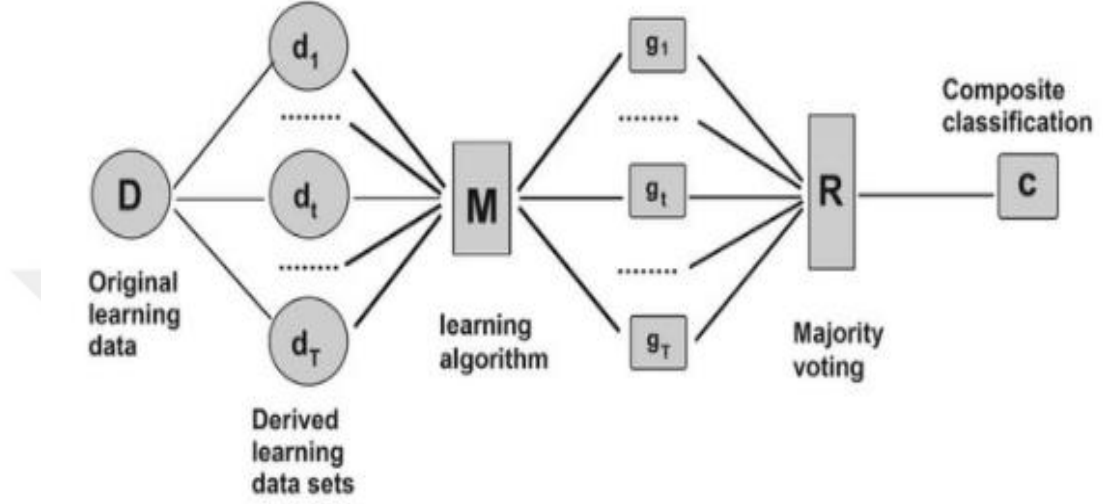 d1
g1
........
........
Composite
classification
D
dt
M
gt
R
C
Original
learning
data
........
........
learning
algorithm
dT
gT
Majority
voting
Derived
learning
data sets